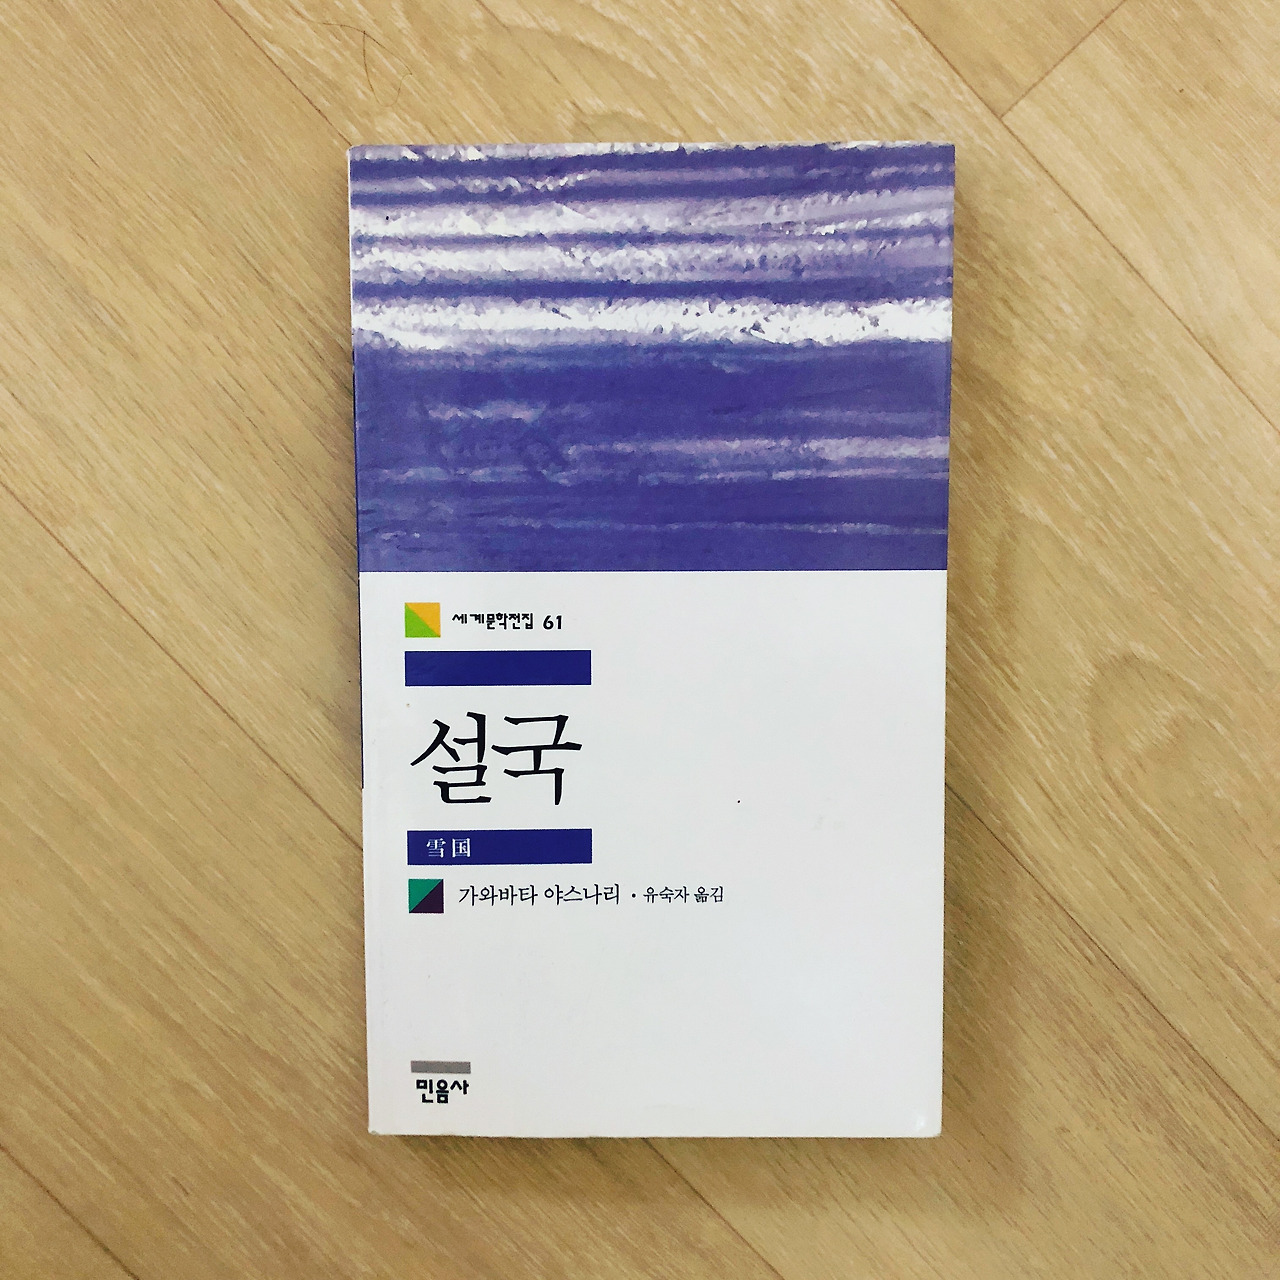 세계문학전집 61
설국
雪国
가와바타 야스나리 · 유숙자 옮김
민음사